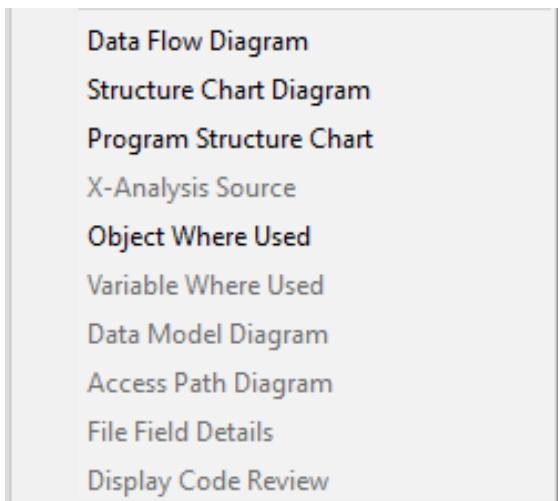 Data Flow Diagram
Structure Chart Diagram
Program Structure Chart
X-Analysis Source
Object Where Used
Variable Where Used
Data Model Diagram
Access Path Diagram
File Field Details
Display Code Review